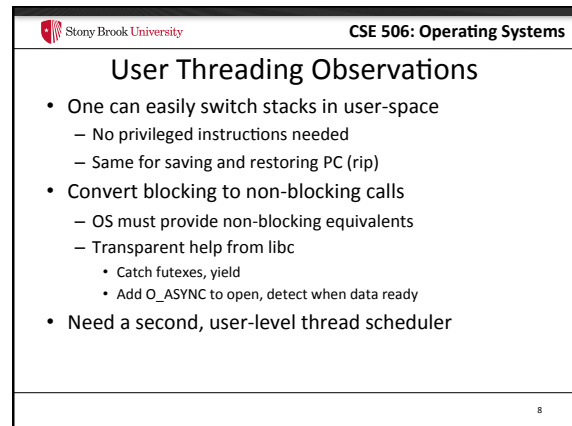 Stony Brook University
CSE 506: Operating Systems
User Threading Observations
• One can easily switch stacks in user-space
– No privileged instructions needed
– Same for saving and restoring PC (rip)
• Convert blocking to non-blocking calls
– OS must provide non-blocking equivalents
– Transparent help from libc
• Catch futexes, yield
• Add O_ASYNC to open, detect when data ready
• Need a second, user-level thread scheduler
8